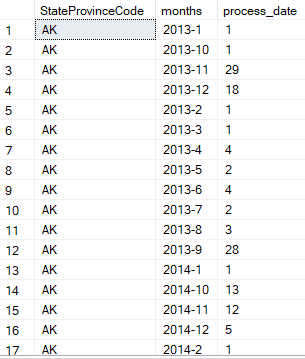 StateProvinceCode months process_date
1 AK 2013-1 1
2 AK 2013-10 1
3 AK 2013-11 29
4 AK 2013-12 18
5 AK 2013-2 1
6 AK 2013-3 1
7 AK 2013-4 4
8 AK 2013-5 2
9 AK 2013-6 4
10 AK 2013-7 2
11 AK 2013-8 3
12 AK 2013-9 28
13 AK 2014-1 1
14 AK 2014-10 13
15 AK 2014-11 12
16 AK 2014-12 5
17 AK 2014-2 1